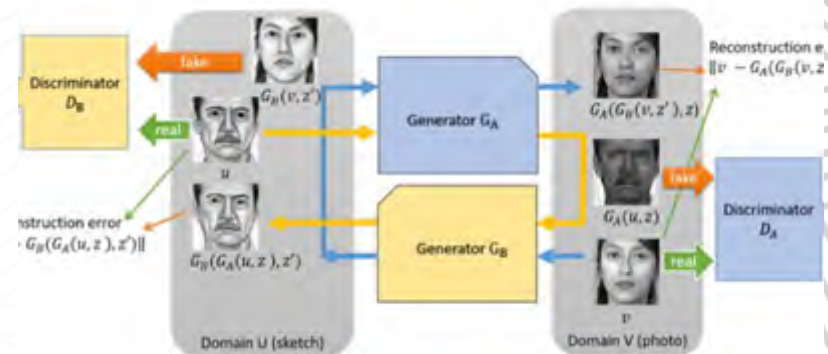 Discriminator
D_B
fake
real
G_B(v, z′)
u
G_B(G_A(u, z), z′)
nstruction error
G_B(G_A(u, z), z′)‖
Domain U (sketch)
Generator G_A
Generator G_B
G_A(G_B(v, z′), z)
G_A(u, z)
v
Domain V (photo)
Reconstruction e
‖v − G_A(G_B(v, z
fake
real
Discriminator
D_A